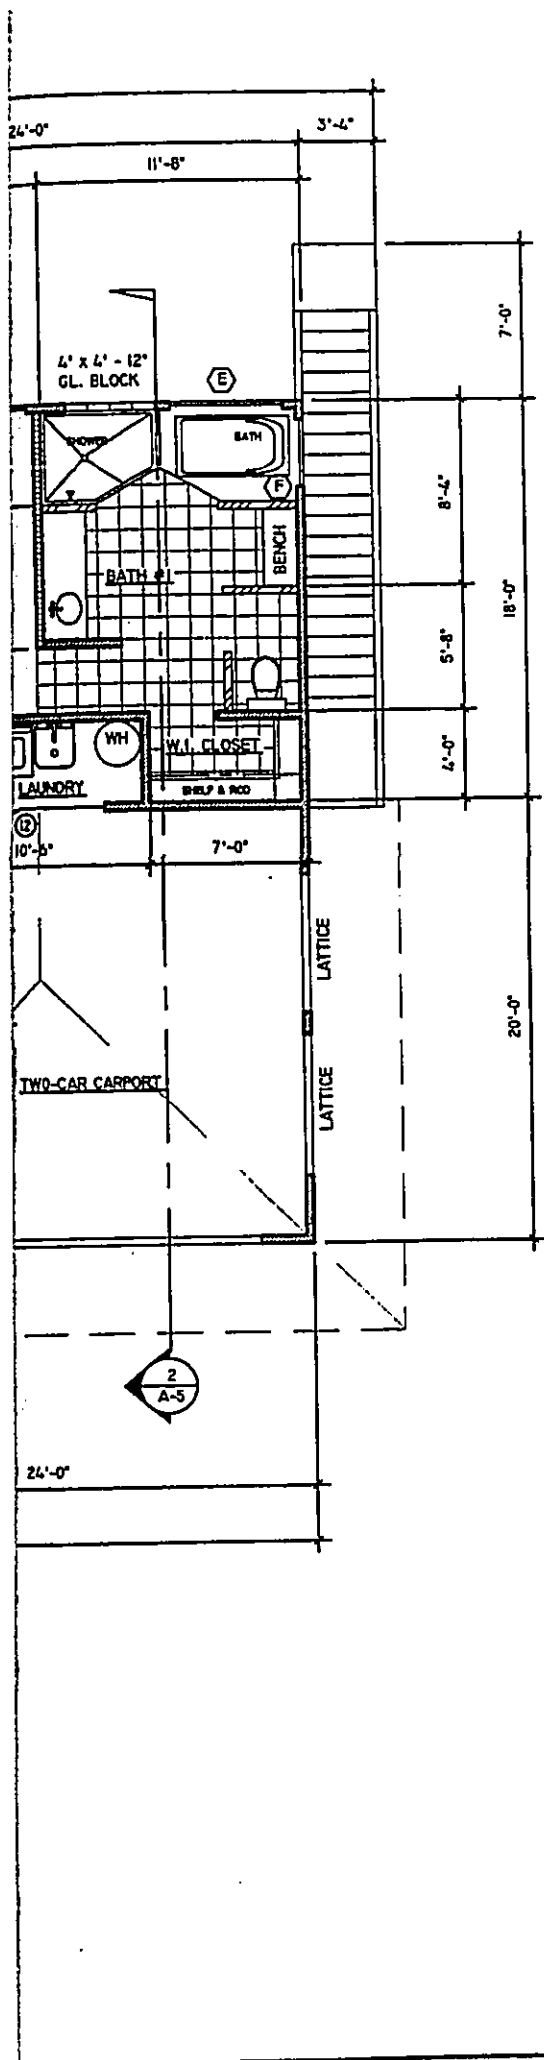 24'-0"
3'-4"
11'-8"
7'-0"
4" x 4" - 12"
GL. BLOCK
E
SHOWER
BATH
F
8'-4"
BENCH
BATH #1
18'-0"
5'-8"
WH
W.I. CLOSET
4'-0"
LAUNDRY
SHELF & ROD
12
10'-6"
7'-0"
LATTICE
20'-0"
TWO-CAR CARPORT
LATTICE
2
A-5
24'-0"